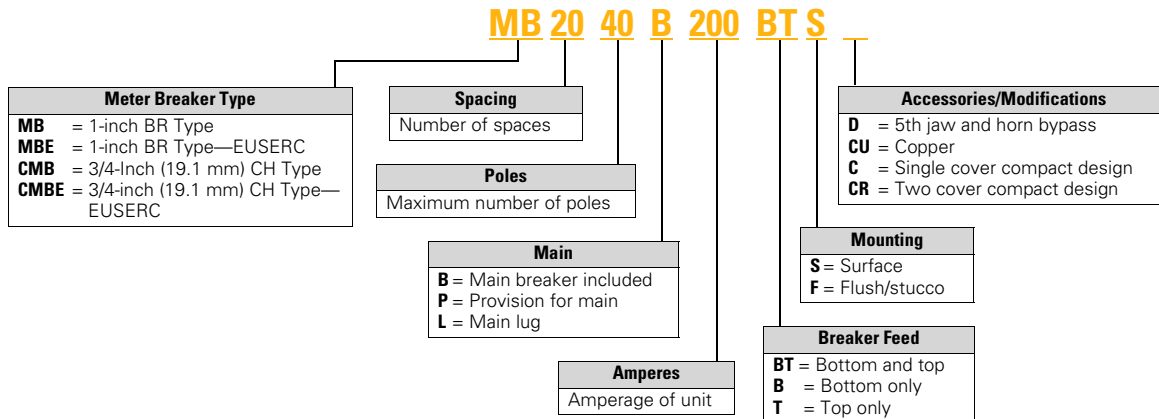 MB 20 40 B 200 BT S _
Meter Breaker Type
MB = 1-inch BR Type
MBE = 1-inch BR Type—EUSERC
CMB = 3/4-Inch (19.1 mm) CH Type
CMBE = 3/4-inch (19.1 mm) CH Type—
EUSERC
Spacing
Number of spaces
Poles
Maximum number of poles
Main
B = Main breaker included
P = Provision for main
L = Main lug
Amperes
Amperage of unit
Accessories/Modifications
D = 5th jaw and horn bypass
CU = Copper
C = Single cover compact design
CR = Two cover compact design
Mounting
S = Surface
F = Flush/stucco
Breaker Feed
BT = Bottom and top
B = Bottom only
T = Top only